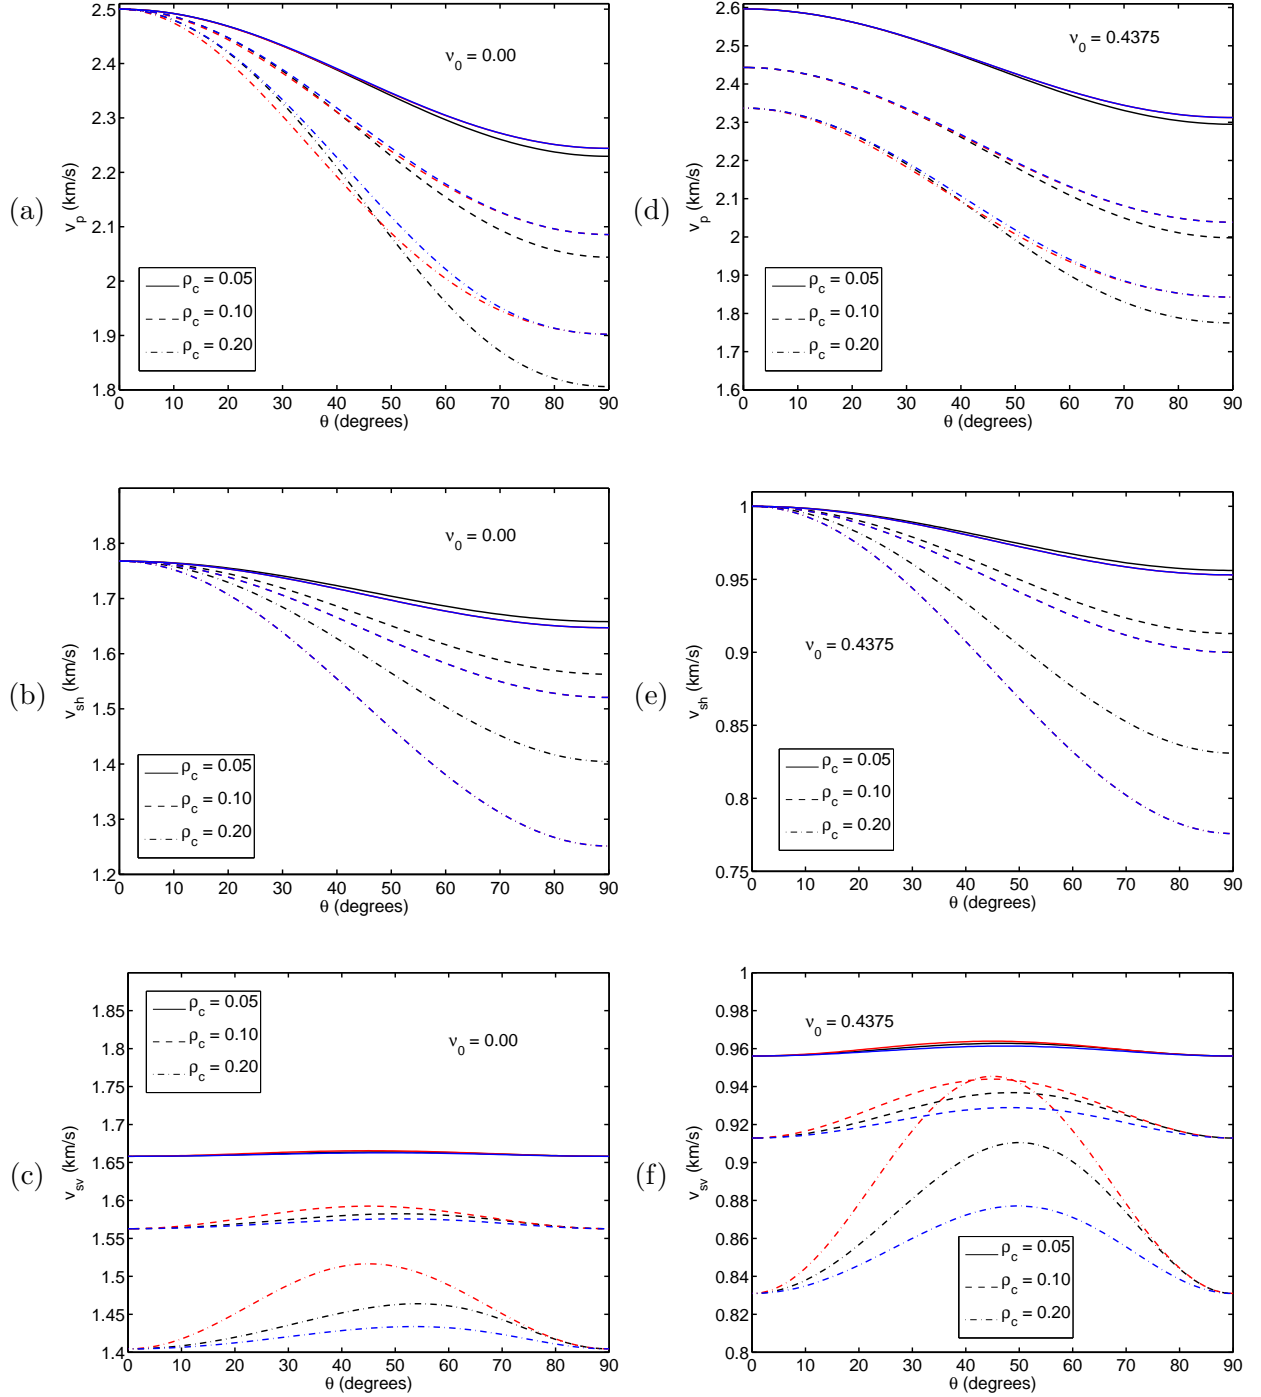 (a)
v_p (km/s)
2.5
2.4
2.3
2.2
2.1
2
1.9
1.8
ν_0 = 0.00
ρ_c = 0.05
ρ_c = 0.10
ρ_c = 0.20
0 10 20 30 40 50 60 70 80 90
θ (degrees)
(d)
v_p (km/s)
2.6
2.5
2.4
2.3
2.2
2.1
2
1.9
1.8
1.7
1.6
ν_0 = 0.4375
ρ_c = 0.05
ρ_c = 0.10
ρ_c = 0.20
0 10 20 30 40 50 60 70 80 90
θ (degrees)
(b)
v_sh (km/s)
1.8
1.7
1.6
1.5
1.4
1.3
1.2
ν_0 = 0.00
ρ_c = 0.05
ρ_c = 0.10
ρ_c = 0.20
0 10 20 30 40 50 60 70 80 90
θ (degrees)
(e)
v_sh (km/s)
1
0.95
0.9
0.85
0.8
0.75
ν_0 = 0.4375
ρ_c = 0.05
ρ_c = 0.10
ρ_c = 0.20
0 10 20 30 40 50 60 70 80 90
θ (degrees)
(c)
v_sv (km/s)
1.85
1.8
1.75
1.7
1.65
1.6
1.55
1.5
1.45
1.4
ρ_c = 0.05
ρ_c = 0.10
ρ_c = 0.20
ν_0 = 0.00
0 10 20 30 40 50 60 70 80 90
θ (degrees)
(f)
v_sv (km/s)
1
0.98
0.96
0.94
0.92
0.9
0.88
0.86
0.84
0.82
0.8
ν_0 = 0.4375
ρ_c = 0.05
ρ_c = 0.10
ρ_c = 0.20
0 10 20 30 40 50 60 70 80 90
θ (degrees)